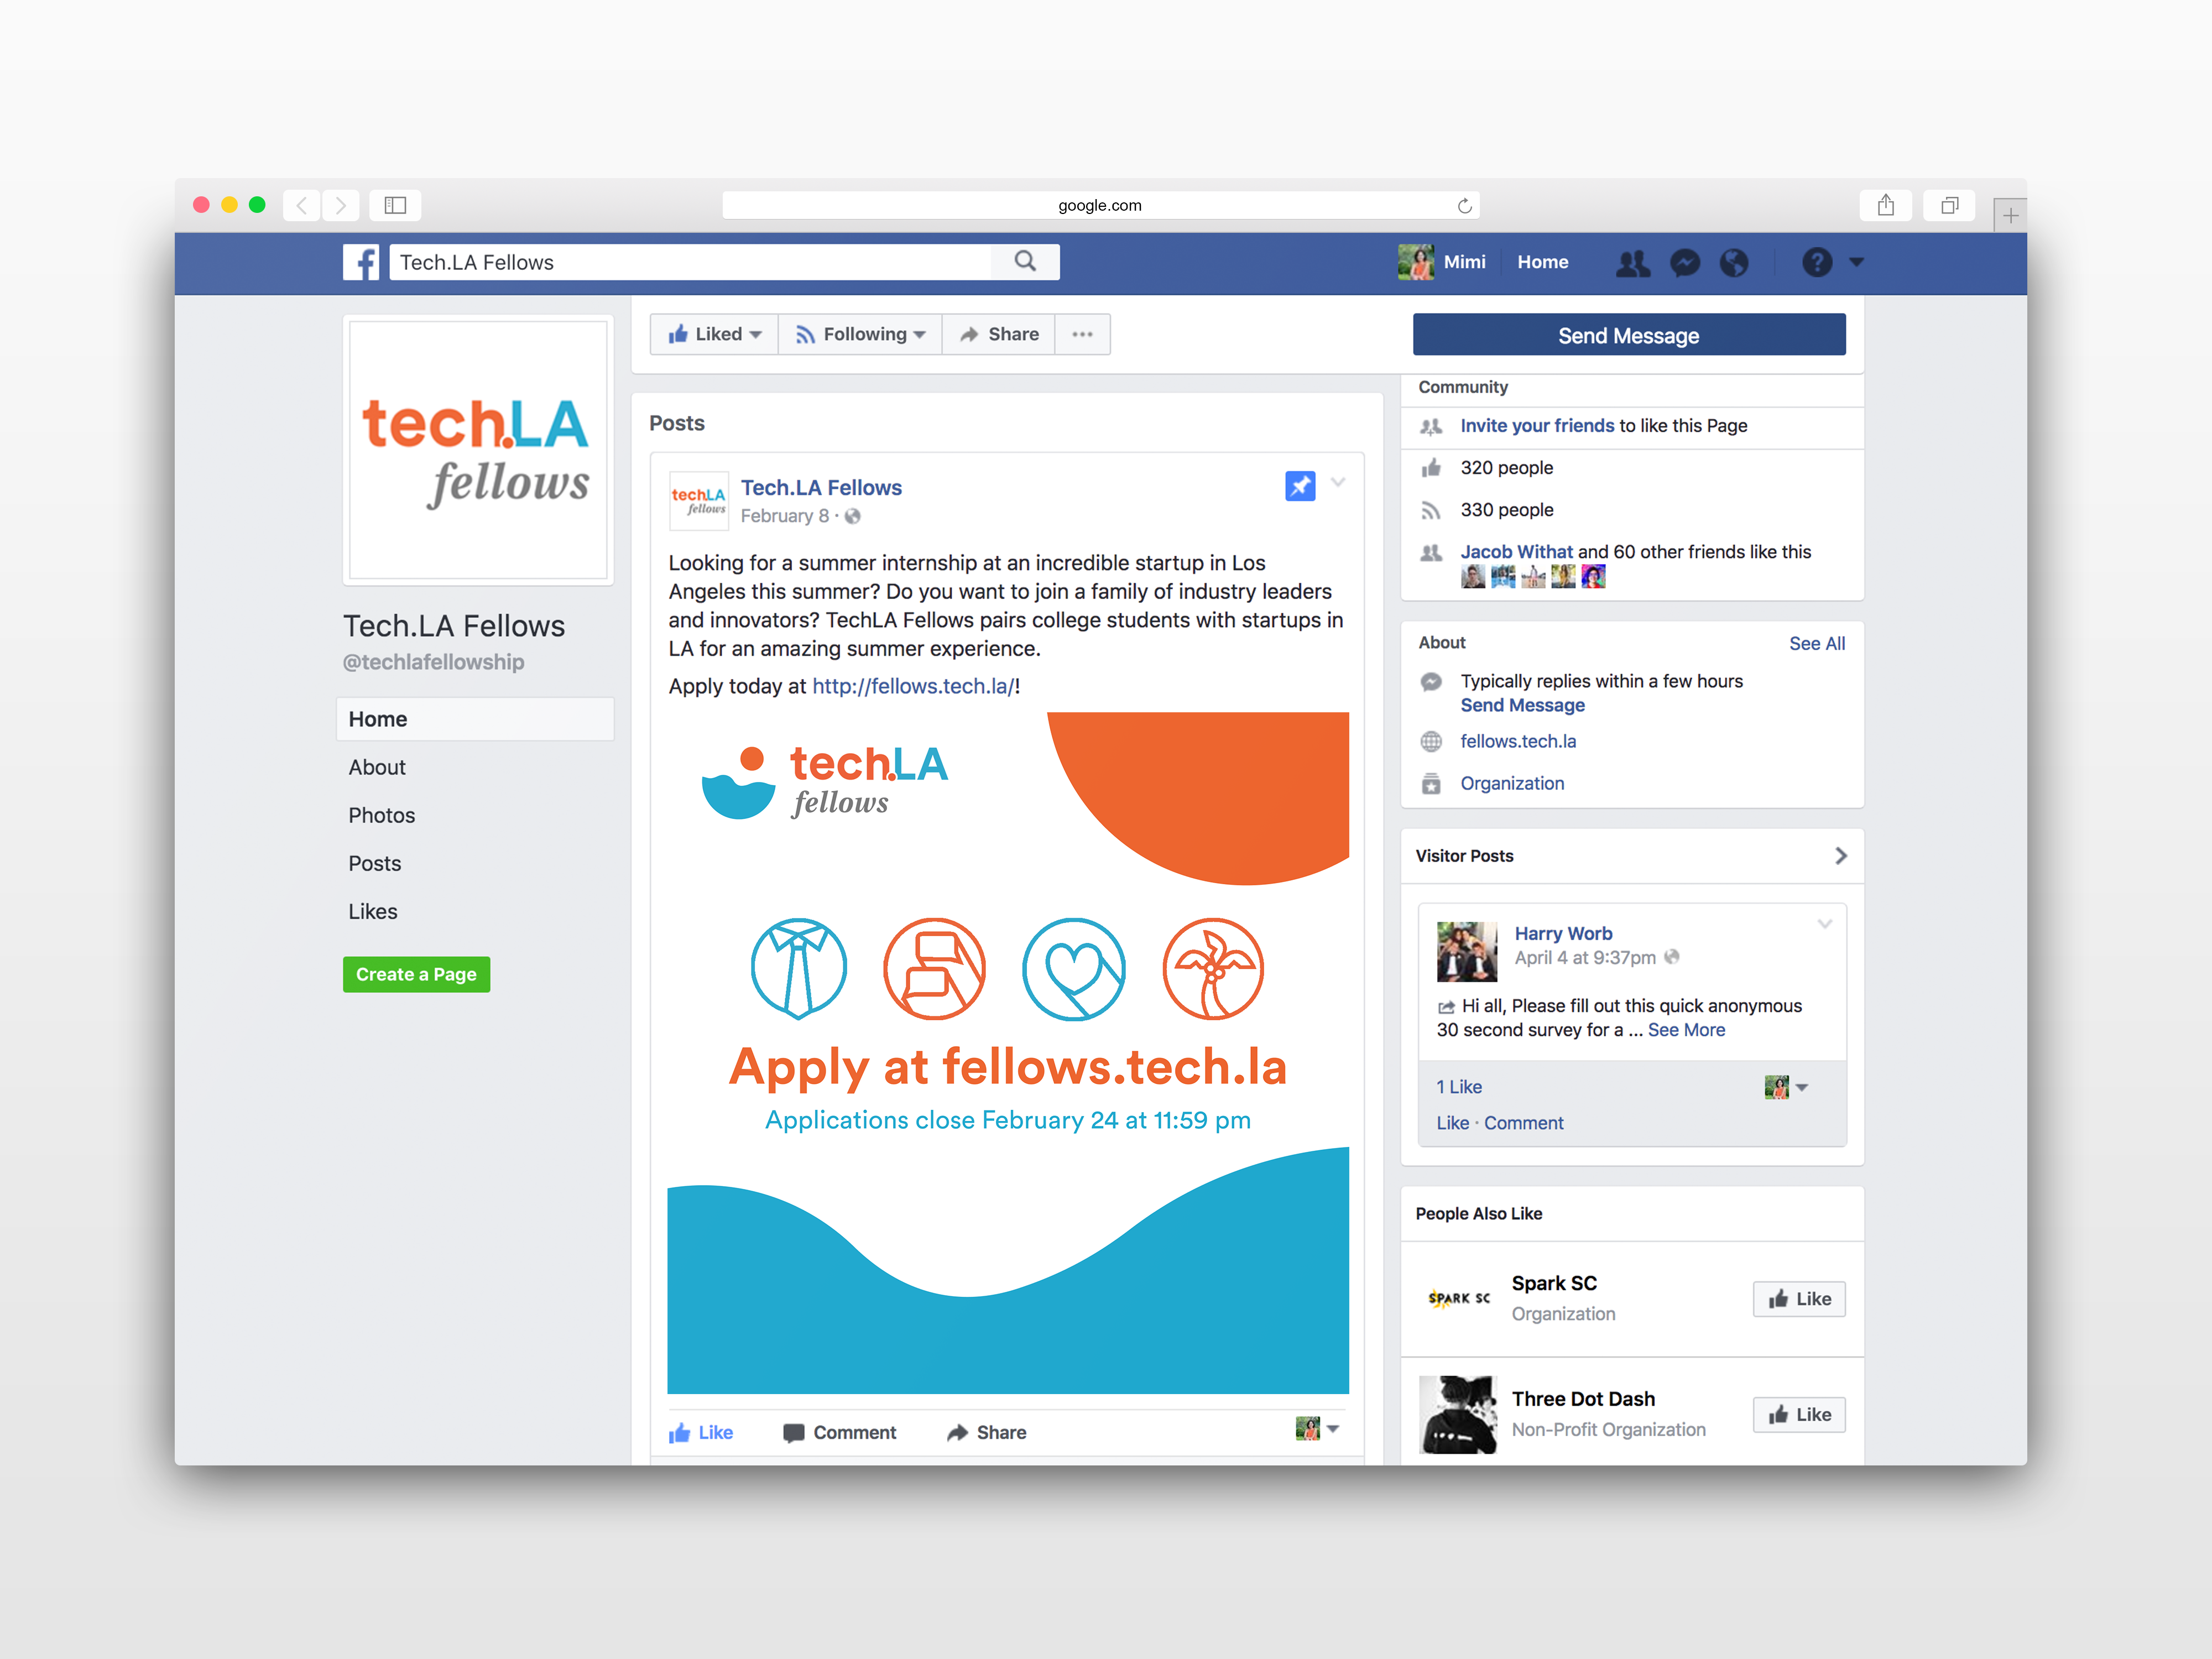 google.com
Tech.LA Fellows
Mimi
Home
Liked
Following
Share
Send Message
tech.LA
fellows
Tech.LA Fellows
@techlafellowship
Home
About
Photos
Posts
Likes
Create a Page
Posts
tech.LA
fellows
Tech.LA Fellows
February 8 ·
Looking for a summer internship at an incredible startup in Los
Angeles this summer? Do you want to join a family of industry leaders
and innovators? TechLA Fellows pairs college students with startups in
LA for an amazing summer experience.
Apply today at http://fellows.tech.la/!
tech.LA
fellows
Apply at fellows.tech.la
Applications close February 24 at 11:59 pm
Like
Comment
Share
Community
Invite your friends to like this Page
320 people
330 people
Jacob Withat and 60 other friends like this
About
See All
Typically replies within a few hours
Send Message
fellows.tech.la
Organization
Visitor Posts
Harry Worb
April 4 at 9:37pm
Hi all, Please fill out this quick anonymous
30 second survey for a ... See More
1 Like
Like · Comment
People Also Like
SPARK SC
Spark SC
Organization
Like
Three Dot Dash
Non-Profit Organization
Like